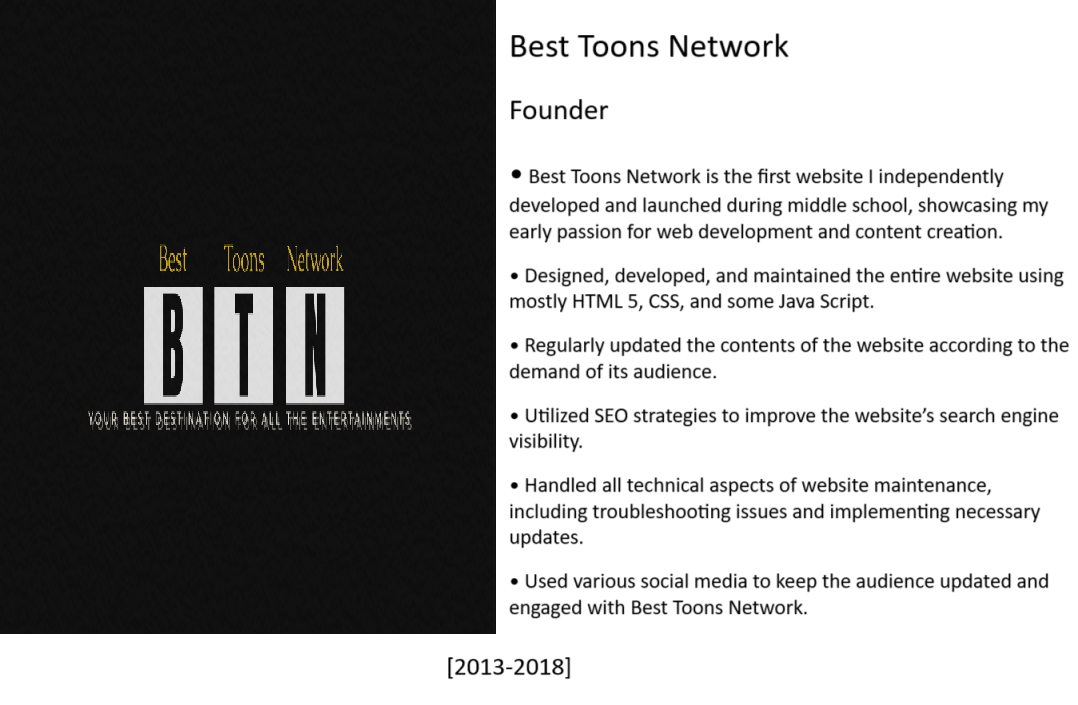 Best Toons Network
B T N
YOUR BEST DESTINATION FOR ALL THE ENTERTAINMENTS
Best Toons Network
Founder
• Best Toons Network is the first website I independently
developed and launched during middle school, showcasing my
early passion for web development and content creation.
• Designed, developed, and maintained the entire website using
mostly HTML 5, CSS, and some Java Script.
• Regularly updated the contents of the website according to the
demand of its audience.
• Utilized SEO strategies to improve the website’s search engine
visibility.
• Handled all technical aspects of website maintenance,
including troubleshooting issues and implementing necessary
updates.
• Used various social media to keep the audience updated and
engaged with Best Toons Network.
[2013-2018]